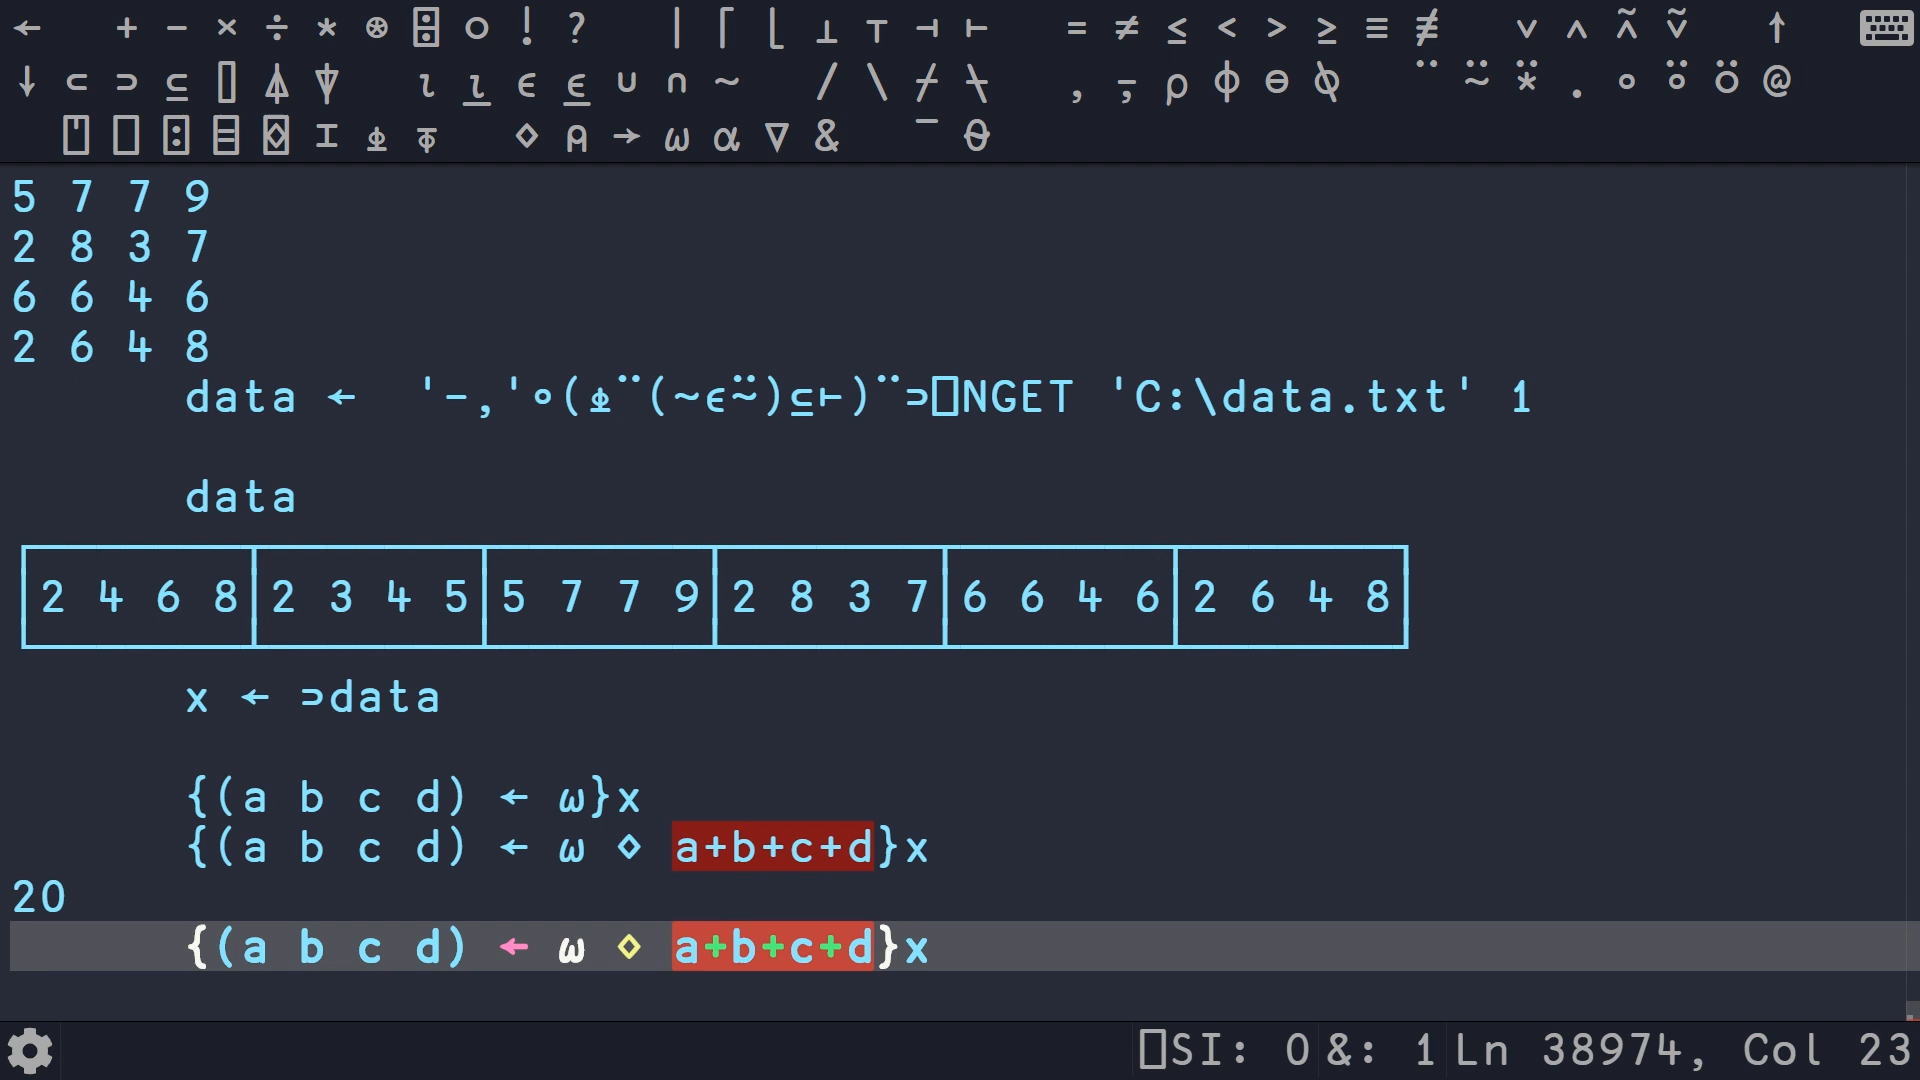 ← + - × ÷ * ⍟ ⌹ ○ ! ? | ⌈ ⌊ ⊥ ⊤ ⊣ ⊢ = ≠ ≤ < > ≥ ≡ ≢ ∨ ∧ ⍲ ⍱ ↑
↓ ⊂ ⊃ ⊆ ⌷ ⍋ ⍒ ⍳ ⍸ ∊ ⍷ ∪ ∩ ~ / \ ⌿ ⍀ , ⍪ ⍴ ⌽ ⊖ ⍉ ¨ ⍨ ⍣ . ∘ ⍤ ⍥ @
⍞ ⎕ ⍠ ⌸ ⌺ ⌶ ⍎ ⍕ ⋄ ⍝ → ⍵ ⍺ ∇ & ¯ ⍬
5 7 7 9
2 8 3 7
6 6 4 6
2 6 4 8
data ← '-,'∘(⍎¨(~∊⍨)⊆⊢)¨⊃⎕NGET 'C:\data.txt' 1
data
2 4 6 8 2 3 4 5 5 7 7 9 2 8 3 7 6 6 4 6 2 6 4 8
x ← ⊃data
{(a b c d) ← ⍵}x
{(a b c d) ← ⍵ ⋄ a+b+c+d}x
20
{(a b c d) ← ⍵ ⋄ a+b+c+d}x
⎕SI: 0 &: 1 Ln 38974, Col 23